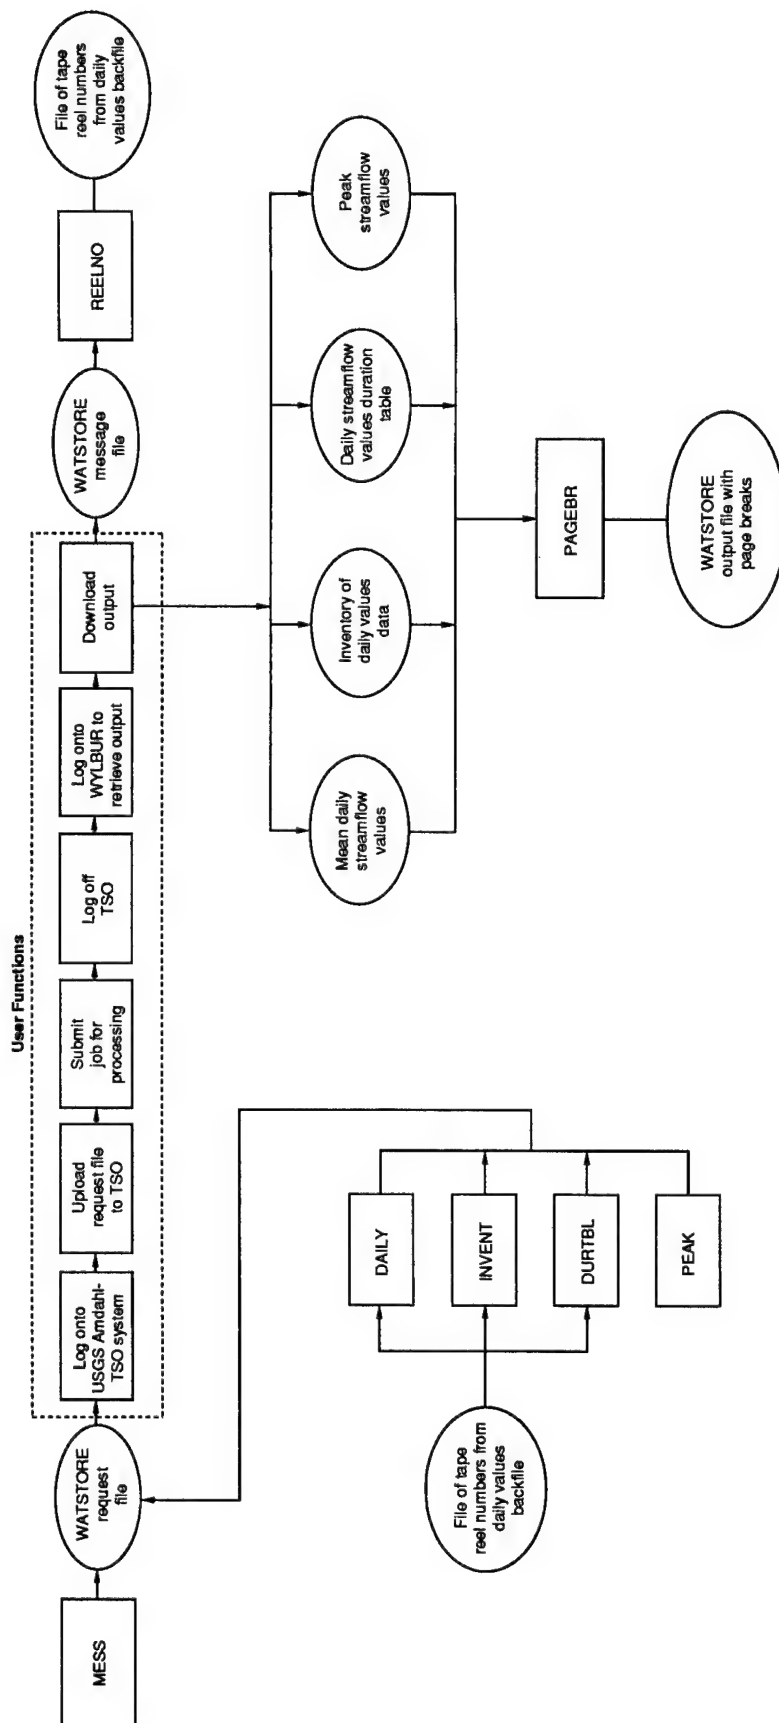 User Functions
MESS
WATSTORE
request
file
Log onto
USGS Amdahl-
TSO system
Upload
request file
to TSO
Submit
job for
processing
Log off
TSO
Log onto
WYLBUR to
retrieve output
Download
output
WATSTORE
message
file
REELNO
File of tape
reel numbers
from daily
values backfile
File of tape
reel numbers from
daily values
backfile
DAILY
INVENT
DURTBL
PEAK
Mean daily
streamflow
values
Inventory of
daily values
data
Daily streamflow
values duration
table
Peak
streamflow
values
PAGEBR
WATSTORE
output file with
page breaks